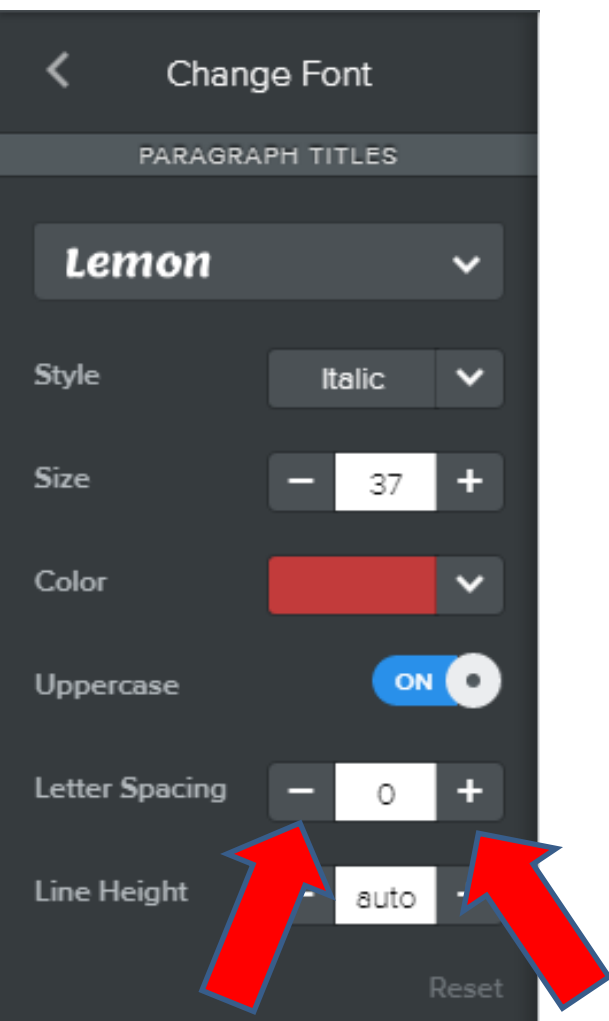 Change Font
PARAGRAPH TITLES
Lemon
Style Italic
Size − 37 +
Color
Uppercase ON
Letter Spacing − 0 +
Line Height auto
Reset